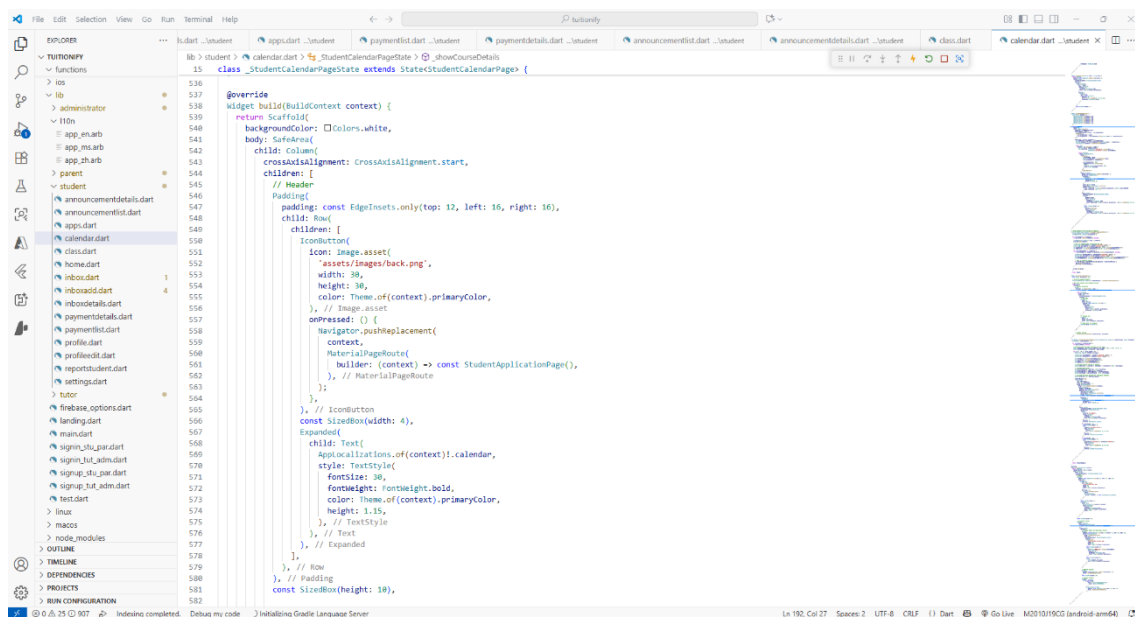 File Edit Selection View Go Run Terminal Help
tuitionify
EXPLORER
TUITIONIFY
functions
ios
lib
administrator
l10n
app_en.arb
app_ms.arb
app_zh.arb
parent
student
announcementdetails.dart
announcementlist.dart
apps.dart
calendar.dart
class.dart
home.dart
inbox.dart 1
inboxadd.dart 4
inboxdetails.dart
paymentdetails.dart
paymentlist.dart
profile.dart
profileedit.dart
reportstudent.dart
settings.dart
tutor
firebase_options.dart
landing.dart
main.dart
signin_stu_par.dart
signin_tut_adm.dart
signup_stu_par.dart
signup_tut_adm.dart
test.dart
linux
macos
node_modules
OUTLINE
TIMELINE
DEPENDENCIES
PROJECTS
RUN CONFIGURATION
ls.dart ...\student apps.dart ...\student paymentlist.dart ...\student paymentdetails.dart ...\student announcementlist.dart ...\student announcementdetails.dart ...\student class.dart calendar.dart ...\student
lib > student > calendar.dart > _StudentCalendarPageState > _showCourseDetails
15 class _StudentCalendarPageState extends State<StudentCalendarPage> {
536
537 @override
538 Widget build(BuildContext context) {
539 return Scaffold(
540 backgroundColor: Colors.white,
541 body: SafeArea(
542 child: Column(
543 crossAxisAlignment: CrossAxisAlignment.start,
544 children: [
545 // Header
546 Padding(
547 padding: const EdgeInsets.only(top: 12, left: 16, right: 16),
548 child: Row(
549 children: [
550 IconButton(
551 icon: Image.asset(
552 'assets/images/back.png',
553 width: 30,
554 height: 30,
555 color: Theme.of(context).primaryColor,
556 ), // Image.asset
557 onPressed: () {
558 Navigator.pushReplacement(
559 context,
560 MaterialPageRoute(
561 builder: (context) => const StudentApplicationPage(),
562 ), // MaterialPageRoute
563 );
564 },
565 ), // IconButton
566 const SizedBox(width: 4),
567 Expanded(
568 child: Text(
569 AppLocalizations.of(context)!.calendar,
570 style: TextStyle(
571 fontSize: 30,
572 fontWeight: FontWeight.bold,
573 color: Theme.of(context).primaryColor,
574 height: 1.15,
575 ), // TextStyle
576 ), // Text
577 ), // Expanded
578 ],
579 ), // Row
580 ), // Padding
581 const SizedBox(height: 10),
582
0 25 907 Indexing completed. Debug my code Initializing Gradle Language Server Ln 192, Col 27 Spaces: 2 UTF-8 CRLF {} Dart Go Live M2010J19CG (android-arm64)